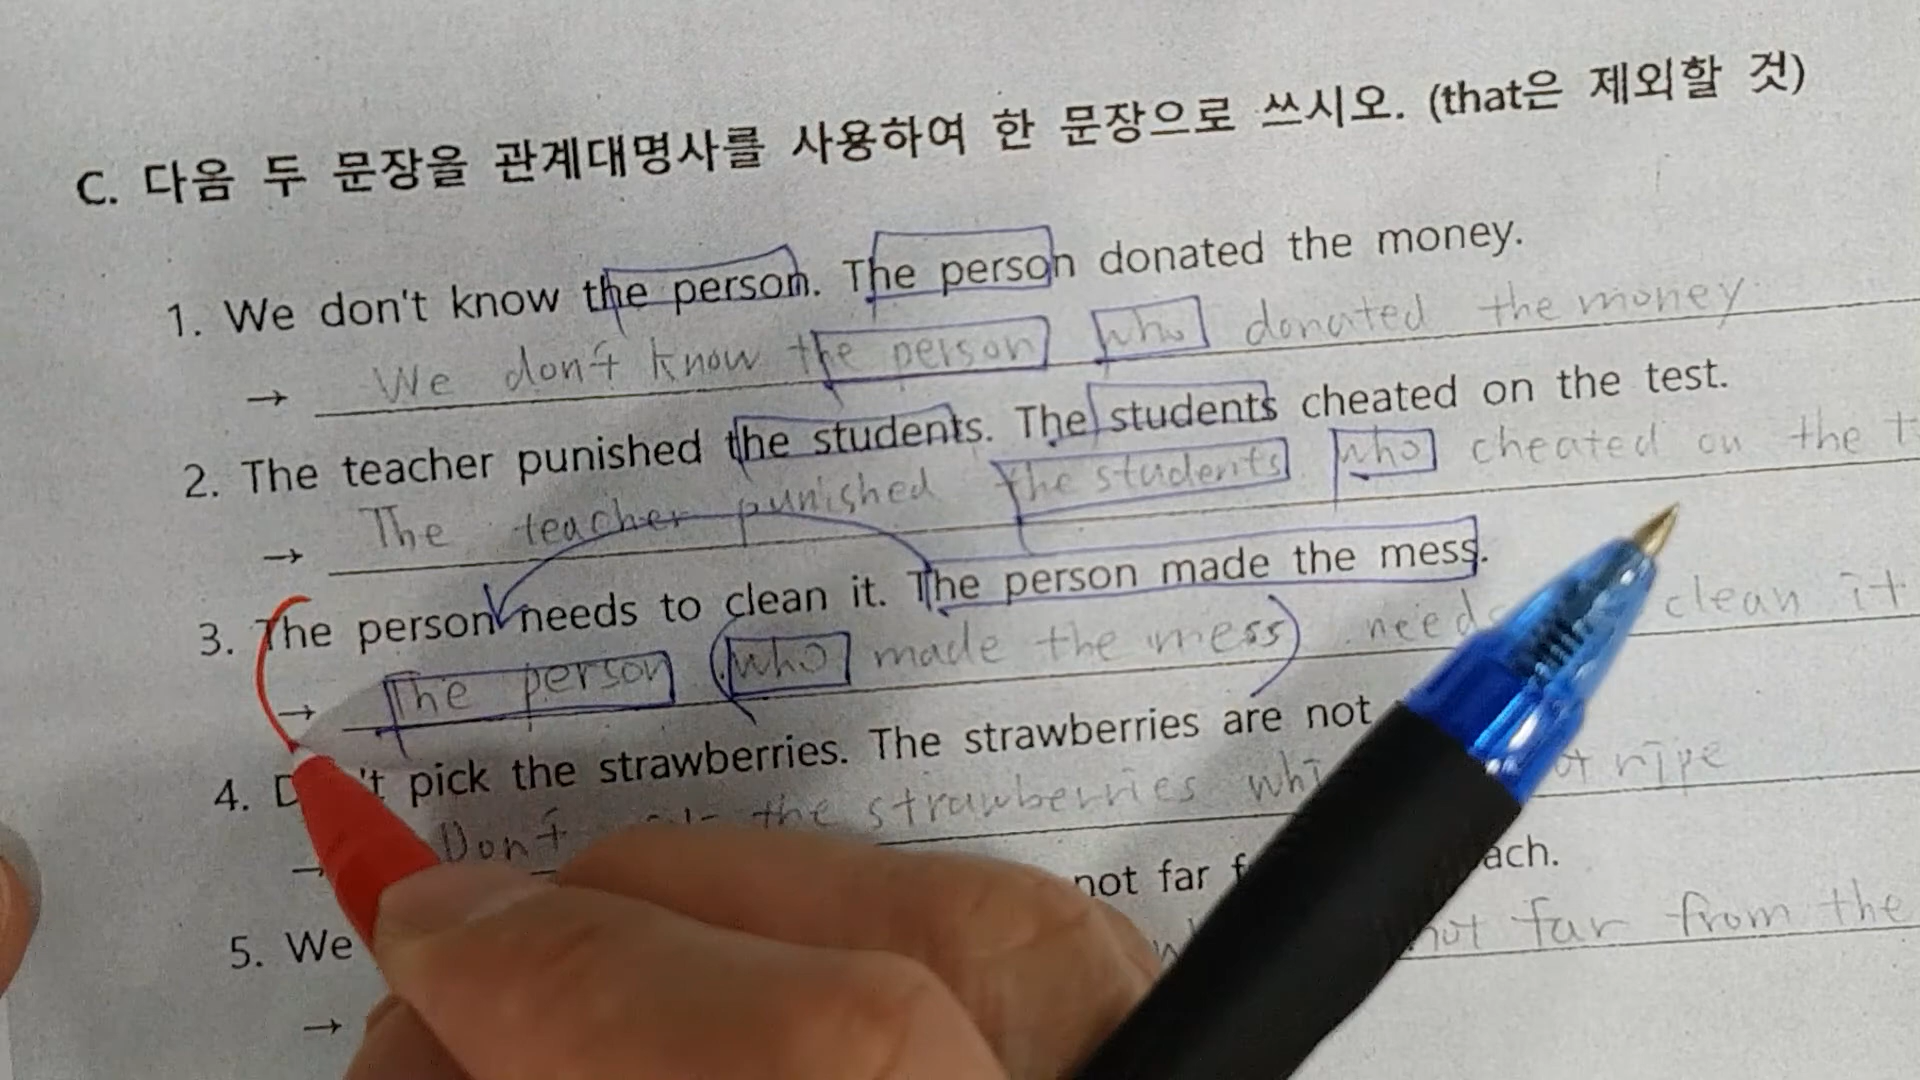 C. 다음 두 문장을 관계대명사를 사용하여 한 문장으로 쓰시오. (that은 제외할 것)
1. We don't know the person. The person donated the money.
→ We don't know the person who donated the money
2. The teacher punished the students. The students cheated on the test.
→ The teacher punished the students who cheated on the t
3. The person needs to clean it. The person made the mess.
→ The person who made the mess needs clean it
4. D 't pick the strawberries. The strawberries are not
→ Don't the strawberries whi ot ripe
5. We not far f ach.
→ not far from the